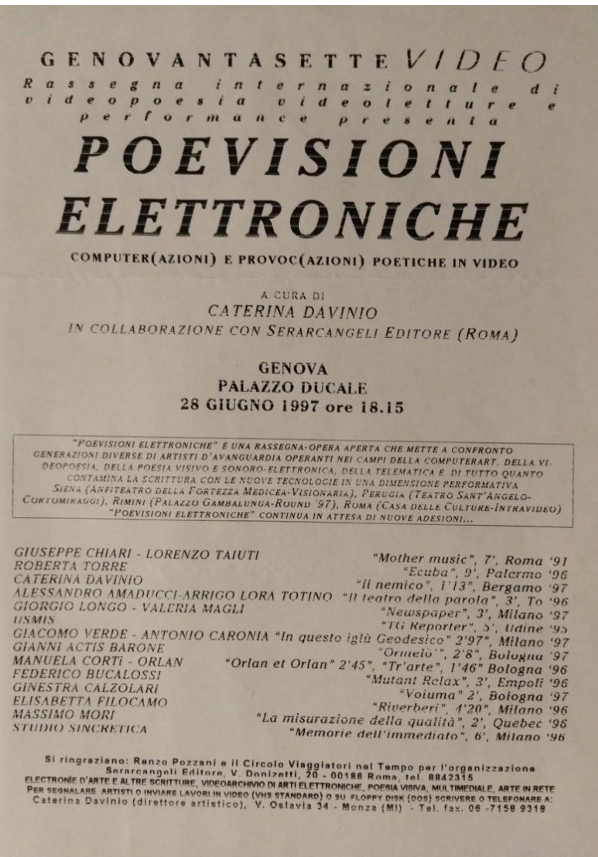 GENOVANTASETTE VIDEO
Rassegna internazionale di
videopoesia videoletture e
performance presenta
POEVISIONI
ELETTRONICHE
COMPUTER(AZIONI) E PROVOC(AZIONI) POETICHE IN VIDEO
A CURA DI
CATERINA DAVINIO
IN COLLABORAZIONE CON SERARCANGELI EDITORE (ROMA)
GENOVA
PALAZZO DUCALE
28 GIUGNO 1997 ore 18.15
"POEVISIONI ELETTRONICHE" È UNA RASSEGNA-OPERA APERTA CHE METTE A CONFRONTO
GENERAZIONI DIVERSE DI ARTISTI D'AVANGUARDIA OPERANTI NEI CAMPI DELLA COMPUTERART, DELLA VI-
DEOPOESIA, DELLA POESIA VISIVO E SONORO-ELETTRONICA, DELLA TELEMATICA E DI TUTTO QUANTO
CONTAMINA LA SCRITTURA CON LE NUOVE TECNOLOGIE IN UNA DIMENSIONE PERFORMATIVA
SIENA (ANFITEATRO DELLA FORTEZZA MEDICEA-VISIONARIA), PERUGIA (TEATRO SANT'ANGELO-
CORTOMIRAGGI), RIMINI (PALAZZO GAMBALUNGA-ROUND '97), ROMA (CASA DELLE CULTURE-INTRAVIDEO)
"POEVISIONI ELETTRONICHE" CONTINUA IN ATTESA DI NUOVE ADESIONI...
GIUSEPPE CHIARI - LORENZO TAIUTI "Mother music", 7', Roma '91
ROBERTA TORRE "Ecuba", 9', Palermo '96
CATERINA DAVINIO "Il nemico", 1'13", Bergamo '97
ALESSANDRO AMADUCCI-ARRIGO LORA TOTINO "Il teatro della parola", 3', To '96
GIORGIO LONGO - VALERIA MAGLI "Newspaper", 3', Milano '97
USMIS "TG Reporter", 5', Udine '95
GIACOMO VERDE - ANTONIO CARONIA "In questo iglù Geodesico" 2'97", Milano '97
GIANNI ACTIS BARONE "Ormelo'", 2'8", Bologna '97
MANUELA CORTI - ORLAN "Orlan et Orlan" 2'45", "Tr'arte", 1'46" Bologna '96
FEDERICO BUCALOSSI "Mutant Relax", 3', Empoli '96
GINESTRA CALZOLARI "Voiuma" 2', Bologna '97
ELISABETTA FILOCAMO "Riverberi", 4'20", Milano '96
MASSIMO MORI "La misurazione della qualità", 2', Quebec '96
STUDIO SINCRETICA "Memorie dell'immediato", 6', Milano '96
Si ringraziano: Renzo Pozzani e il Circolo Viaggiatori nel Tempo per l'organizzazione
Serarcangeli Editore, V. Donizetti, 20 - 00186 Roma, tel. 8842315
ELECTRONIE D'ARTE E ALTRE SCRITTURE, VIDEOARCHIVIO DI ARTI ELETTRONICHE, POESIA VISIVA, MULTIMEDIALE, ARTE IN RETE
PER SEGNALARE ARTISTI O INVIARE LAVORI IN VIDEO (VHS STANDARD) O SU FLOPPY DISK (DOS) SCRIVERE O TELEFONARE A:
Caterina Davinio (direttore artistico), V. Oslavia 34 - Monza (MI) - Tel. fax. 06 -7158 9318